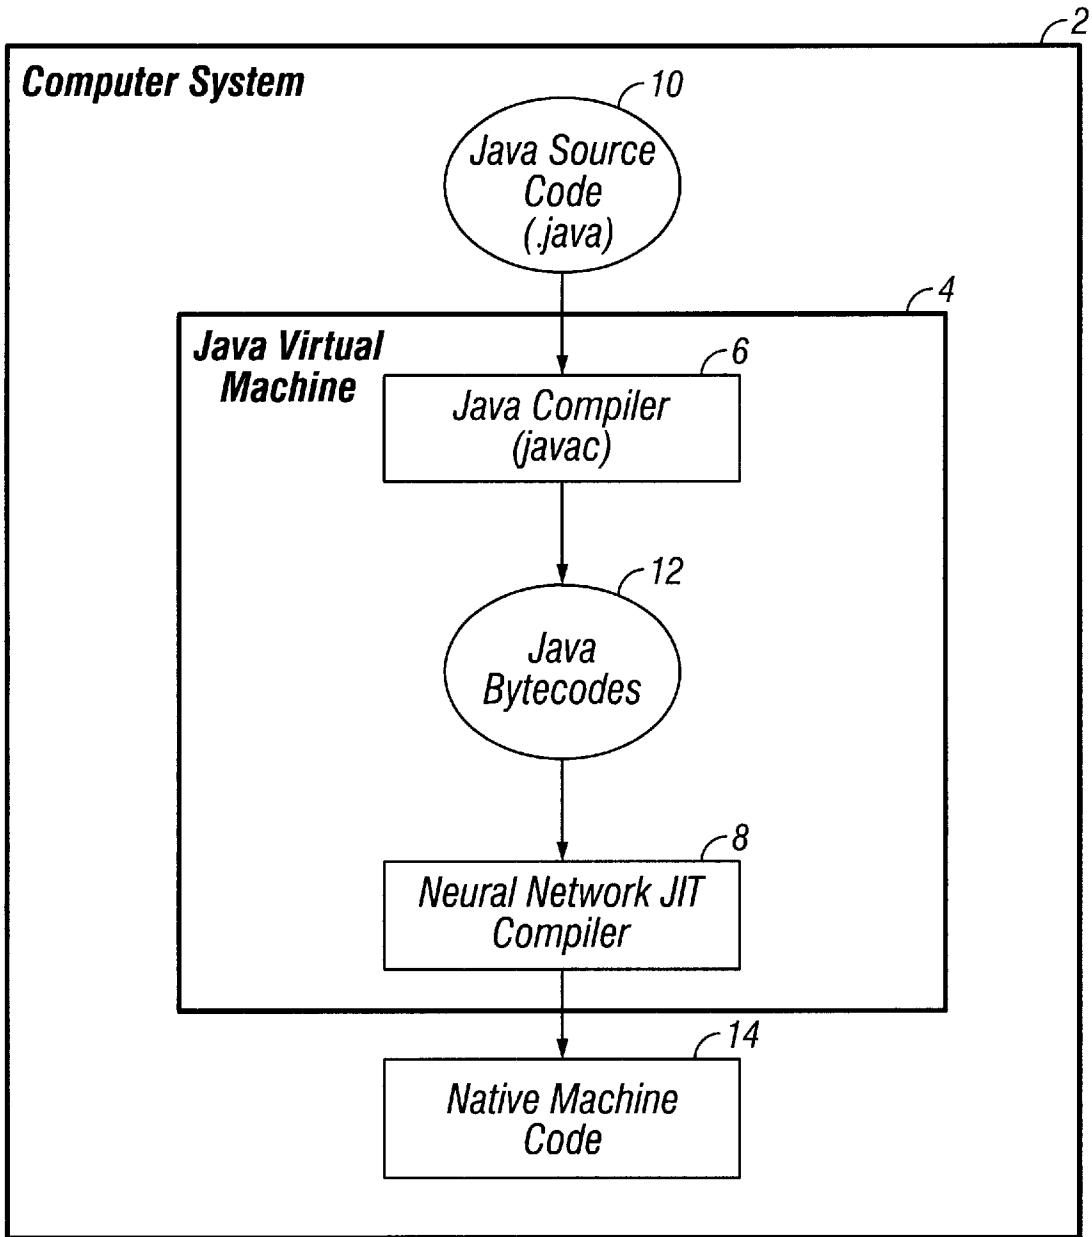 2
Computer System
10
Java Source
Code
(.java)
4
Java Virtual
Machine
6
Java Compiler
(javac)
12
Java
Bytecodes
8
Neural Network JIT
Compiler
14
Native Machine
Code